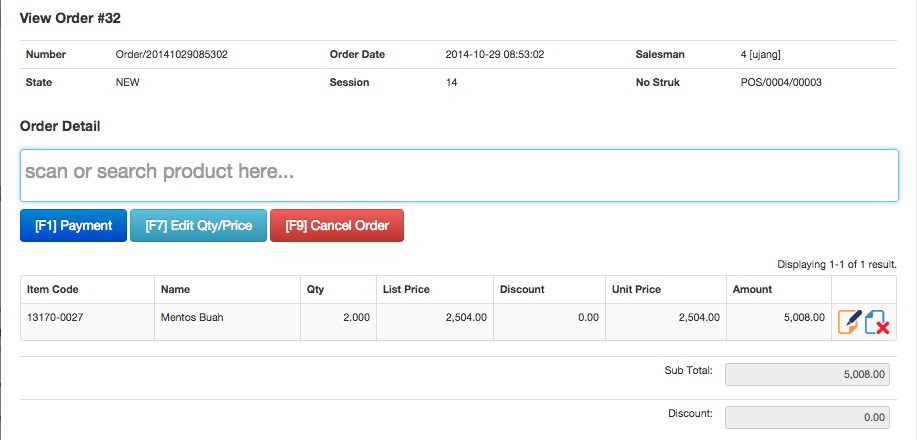 View Order #32
Number Order/20141029085302 Order Date 2014-10-29 08:53:02 Salesman 4 [ujang]
State NEW Session 14 No Struk POS/0004/00003
Order Detail
scan or search product here...
[F1] Payment [F7] Edit Qty/Price [F9] Cancel Order
Displaying 1-1 of 1 result.
Item Code Name Qty List Price Discount Unit Price Amount
13170-0027 Mentos Buah 2.000 2,504.00 0.00 2,504.00 5,008.00
Sub Total: 5,008.00
Discount: 0.00